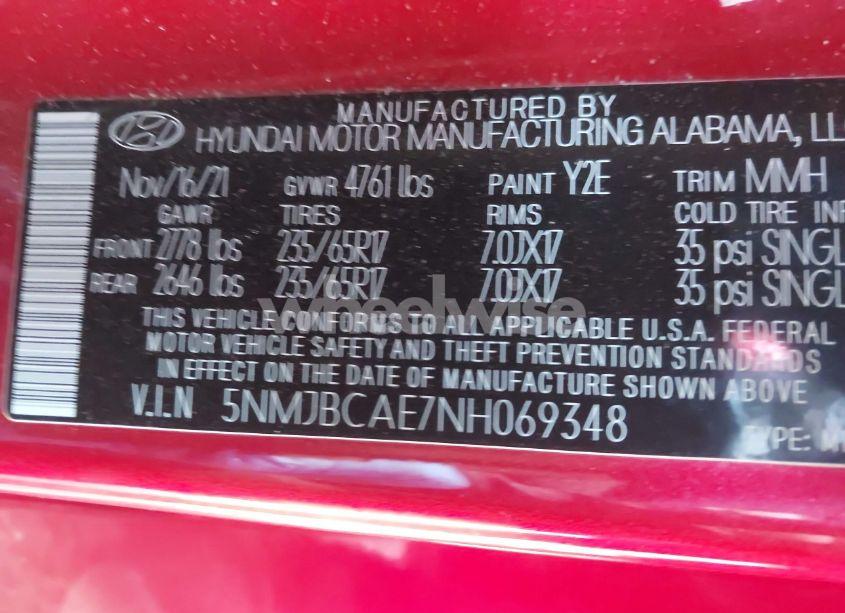 MANUFACTURED BY
HYUNDAI MOTOR MANUFACTURING ALABAMA, LLC
Nov/16/21 GVWR 4761 lbs PAINT Y2E TRIM MMH
GAWR TIRES RIMS COLD TIRE INF
FRONT 2778 lbs 235/65R17 7.0JX17 35 psi SINGL
REAR 2646 lbs 235/65R17 7.0JX17 35 psi SINGL
wheelwise
THIS VEHICLE CONFORMS TO ALL APPLICABLE U.S.A. FEDERAL
MOTOR VEHICLE SAFETY AND THEFT PREVENTION STANDARDS
IN EFFECT ON THE DATE OF MANUFACTURE SHOWN ABOVE
V.I.N 5NMJBCAE7NH069348
TYPE: M